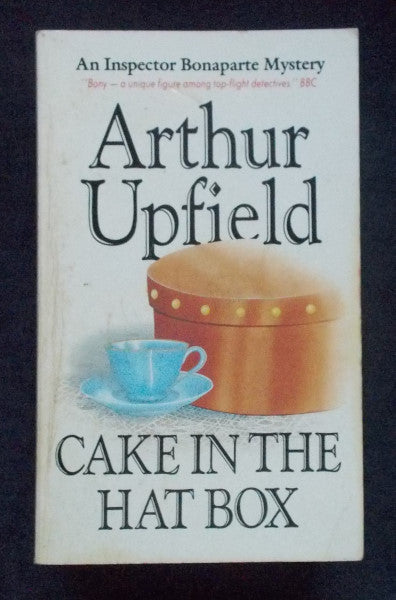 An Inspector Bonaparte Mystery
"Bony — a unique figure among top-flight detectives." BBC
Arthur
Upfield
CAKE IN THE
HAT BOX